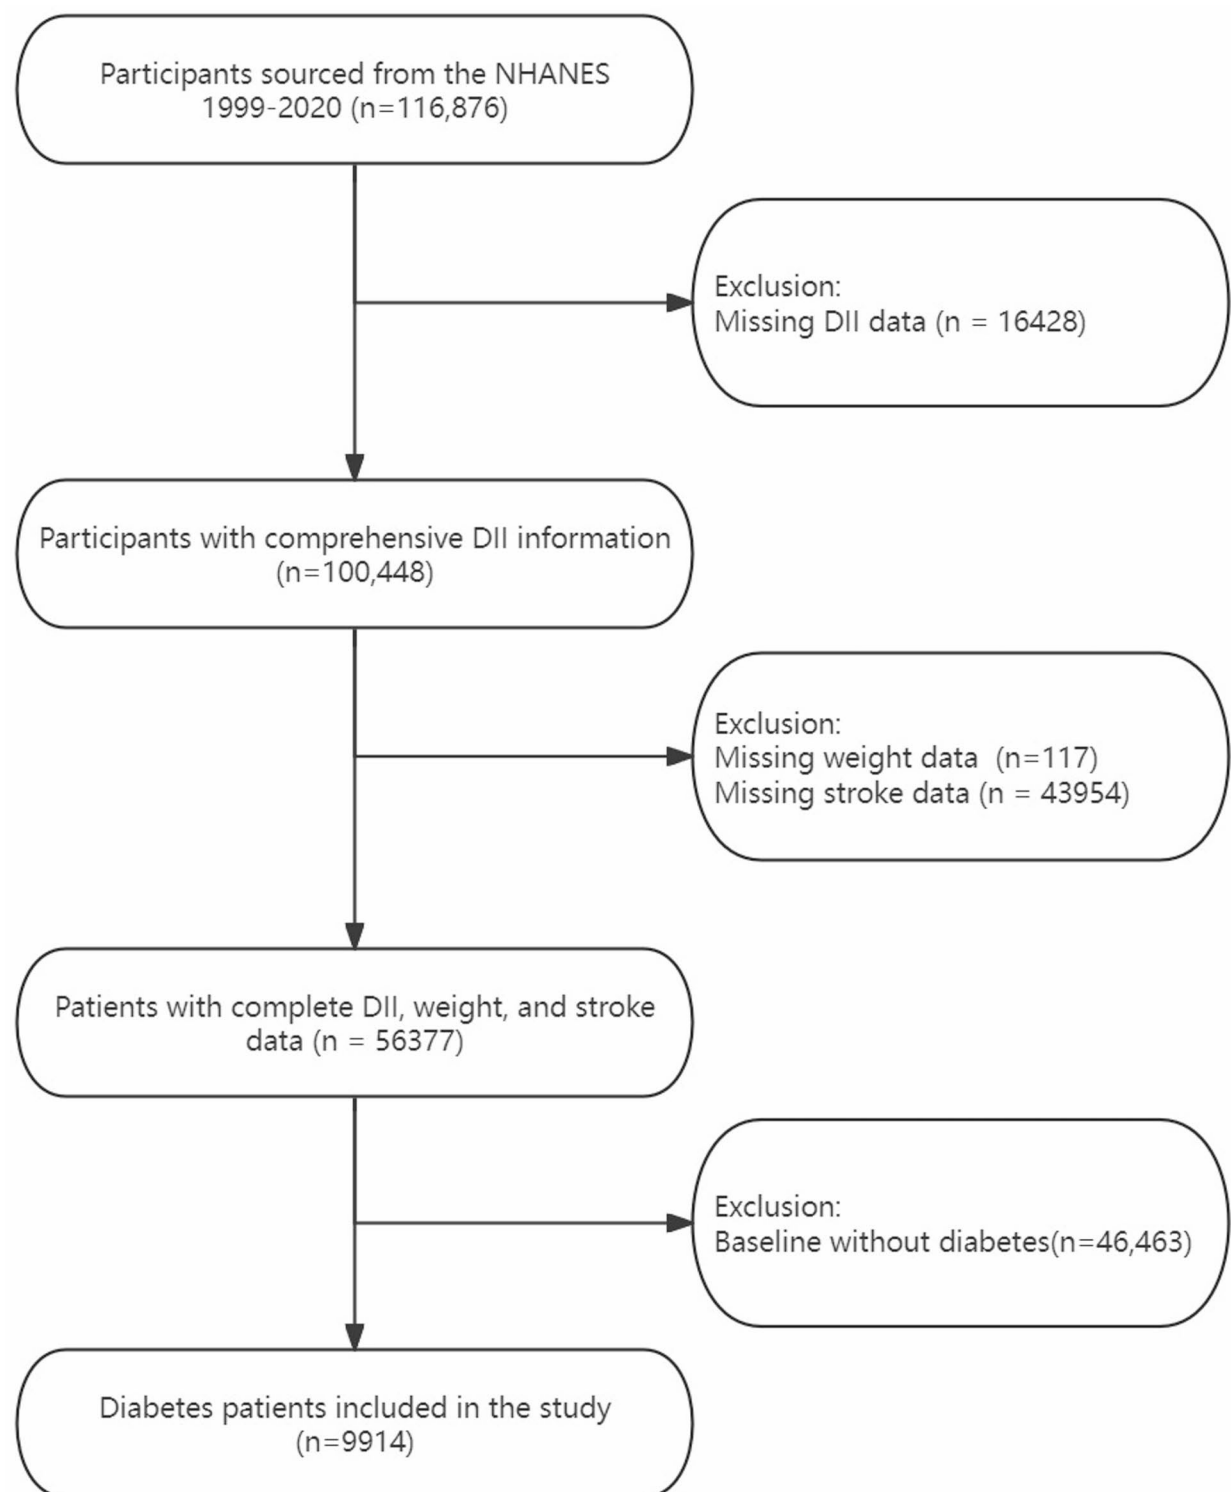 Participants sourced from the NHANES
1999-2020 (n=116,876)
Exclusion:
Missing DII data (n = 16428)
Participants with comprehensive DII information
(n=100,448)
Exclusion:
Missing weight data  (n=117)
Missing stroke data (n = 43954)
Patients with complete DII, weight, and stroke
data (n = 56377)
Exclusion:
Baseline without diabetes(n=46,463)
Diabetes patients included in the study
(n=9914)